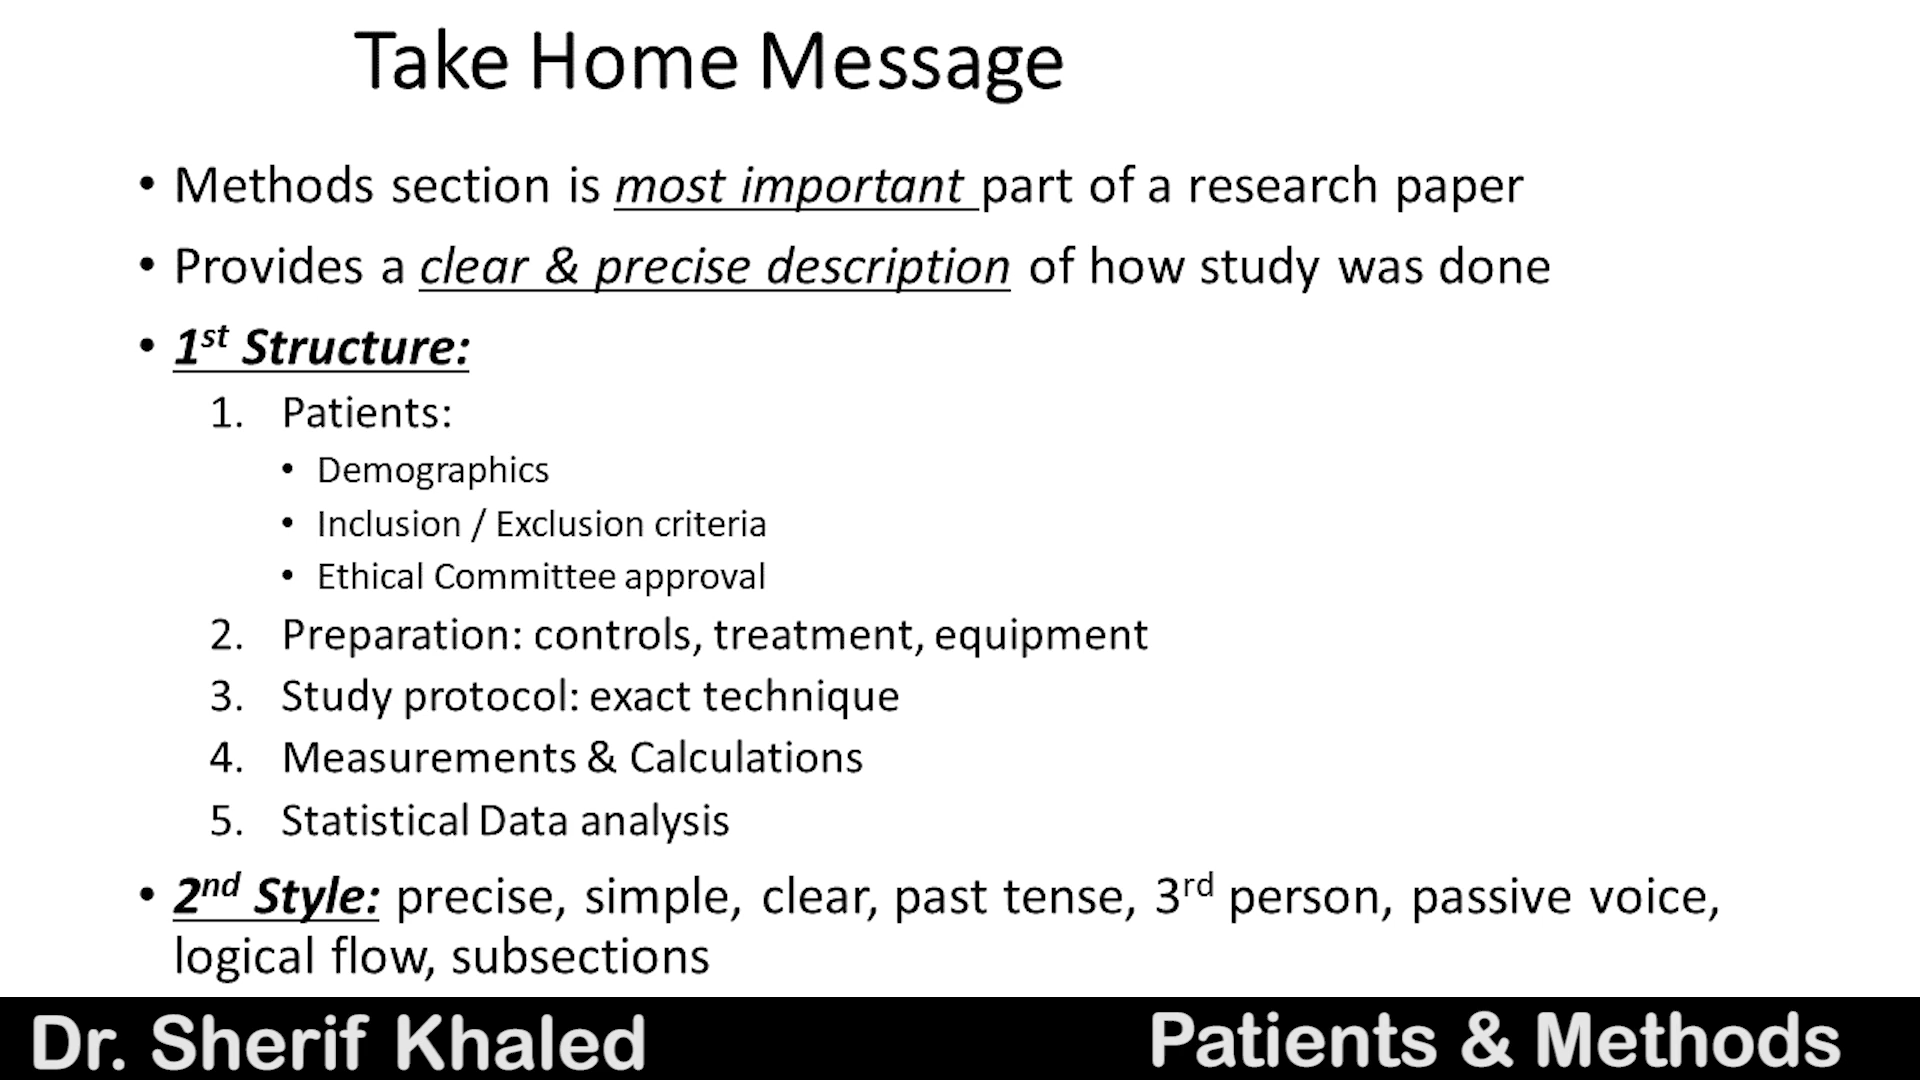 Take Home Message
• Methods section is most important part of a research paper
• Provides a clear & precise description of how study was done
• 1st Structure:
1. Patients:
• Demographics
• Inclusion / Exclusion criteria
• Ethical Committee approval
2. Preparation: controls, treatment, equipment
3. Study protocol: exact technique
4. Measurements & Calculations
5. Statistical Data analysis
• 2nd Style: precise, simple, clear, past tense, 3rd person, passive voice,
logical flow, subsections
Dr. Sherif Khaled
Patients & Methods